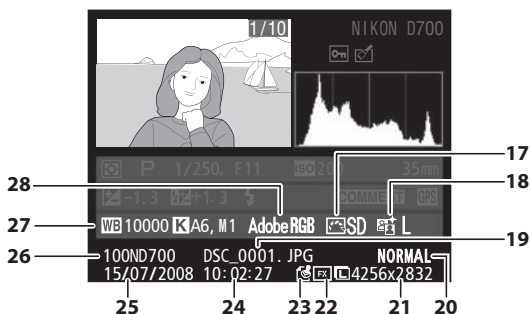 1/10 NIKON D700
P 1/250, F11 ISO 200 35mm
-1.3 +1.3 COMMENT GPS
28 17 18
27 WB 10000 K A6, M1 AdobeRGB SD L
19
26 100ND700 DSC_0001. JPG NORMAL
15/07/2008 10:02:27 FX L 4256x2832
25 24 23 22 21 20